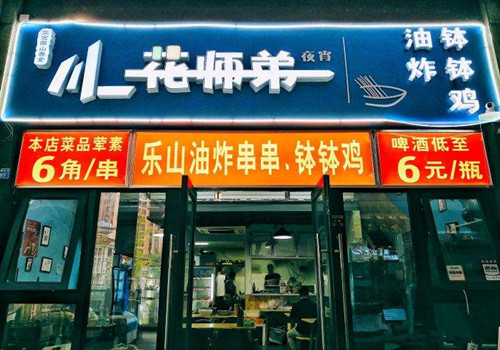 川花师弟 夜宵
油炸
钵钵鸡
本店菜品荤素
6角/串
乐山油炸串串、钵钵鸡
啤酒低至
6元/瓶